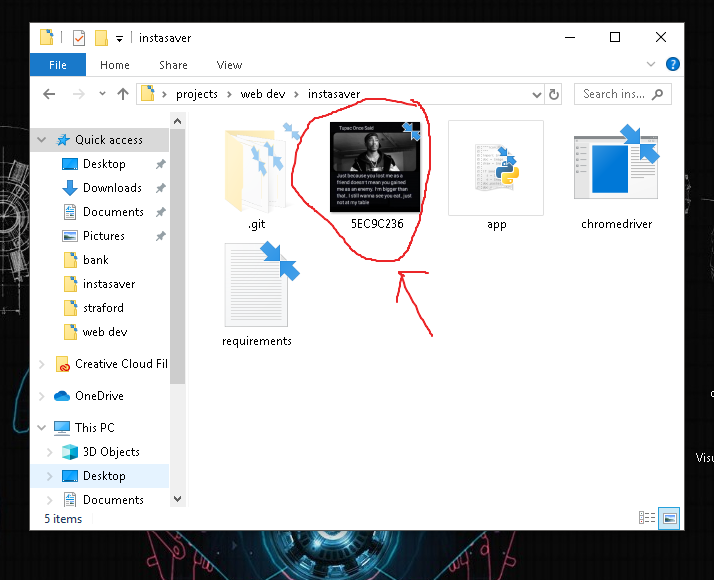 instasaver
File Home Share View
projects web dev instasaver Search ins...
Quick access
Desktop
Downloads
Documents
Pictures
bank
instasaver
straford
web dev
Creative Cloud Fil
OneDrive
This PC
3D Objects
Desktop
Documents
Tupac Once Said
Just because you lost me as a
friend doesn't mean you gained
me as an enemy. I'm bigger than
that, I still wanna see you eat, just
not at my table
.git 5EC9C236 app chromedriver
requirements
Visu
5 items